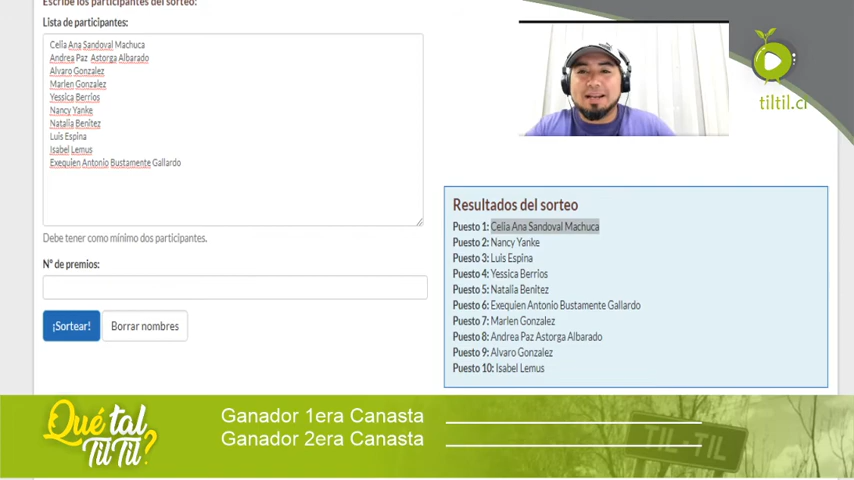 Escribe los participantes del sorteo:
Lista de participantes:
Celia Ana Sandoval Machuca
Andrea Paz Astorga Albarado
Alvaro Gonzalez
Marlen Gonzalez
Yessica Berrios
Nancy Yanke
Natalia Benitez
Luis Espina
Isabel Lemus
Exequien Antonio Bustamente Gallardo
Debe tener como mínimo dos participantes.
N° de premios:
¡Sortear!
Borrar nombres
tiltil.cl
Resultados del sorteo
Puesto 1: Celia Ana Sandoval Machuca
Puesto 2: Nancy Yanke
Puesto 3: Luis Espina
Puesto 4: Yessica Berrios
Puesto 5: Natalia Benitez
Puesto 6: Exequien Antonio Bustamente Gallardo
Puesto 7: Marlen Gonzalez
Puesto 8: Andrea Paz Astorga Albarado
Puesto 9: Alvaro Gonzalez
Puesto 10: Isabel Lemus
Qué tal
Til Til?
Ganador 1era Canasta
Ganador 2era Canasta
TIL-TIL